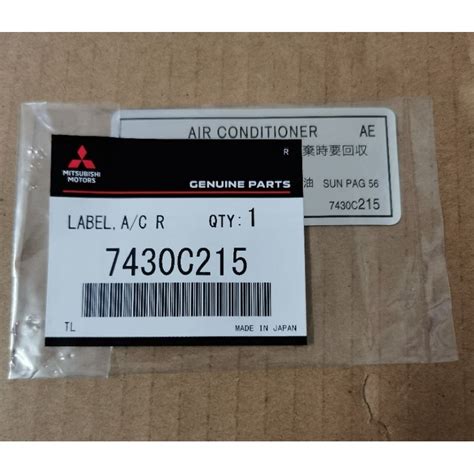 AIR CONDITIONER AE
棄時要回収
油 SUN PAG 56
7430C215
R
MITSUBISHI
MOTORS
GENUINE PARTS
LABEL, A/C R QTY: 1
7430C215
TL MADE IN JAPAN